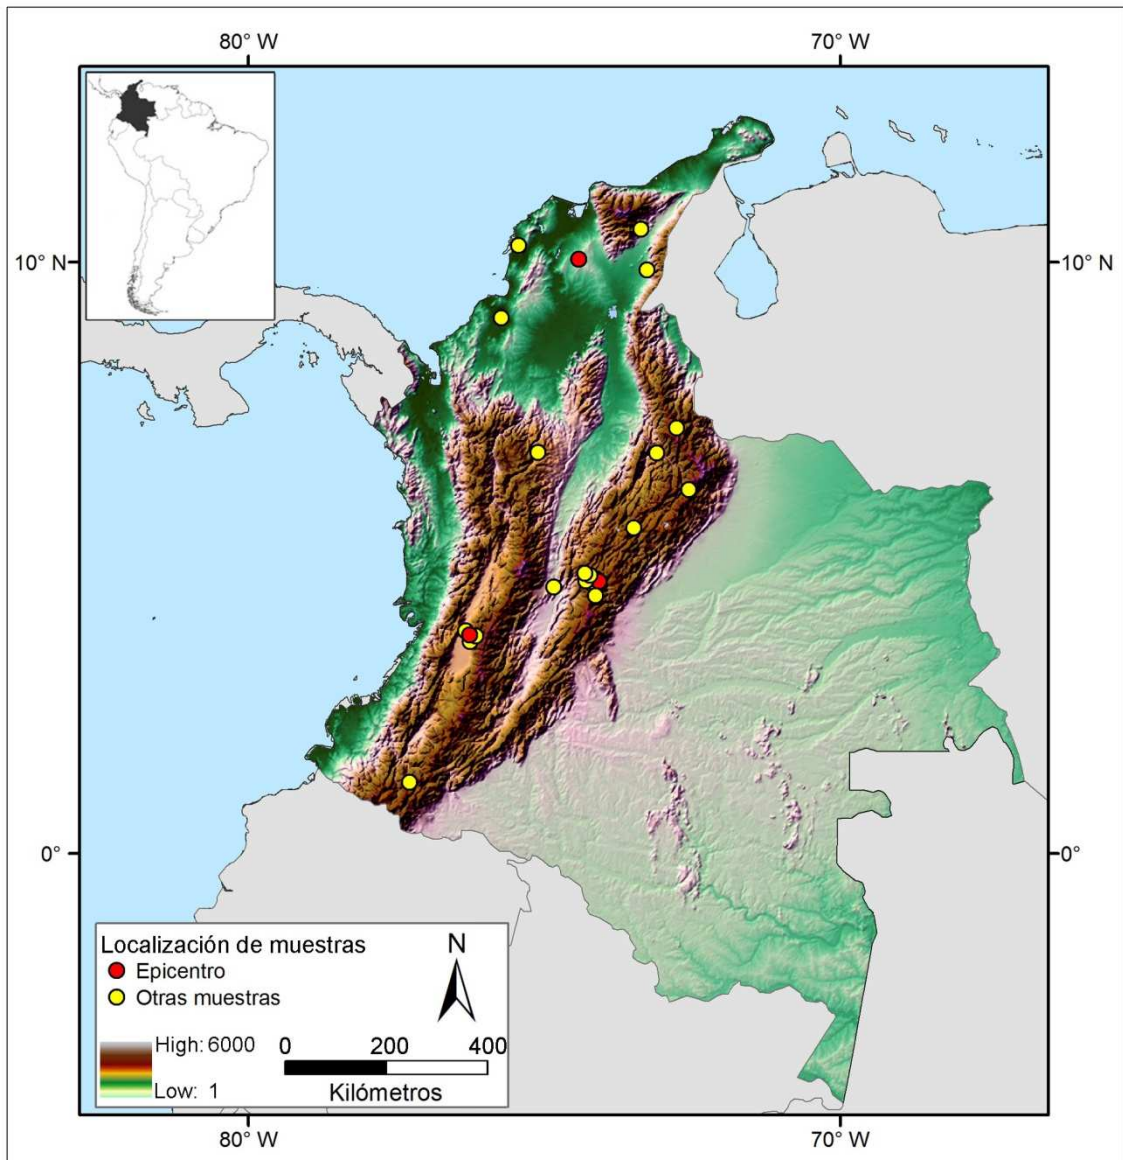 80° W
70° W
10° N
10° N
0°
0°
Localización de muestras
Epicentro
Otras muestras
N
High: 6000
Low: 1
0
200
400
Kilómetros
80° W
70° W